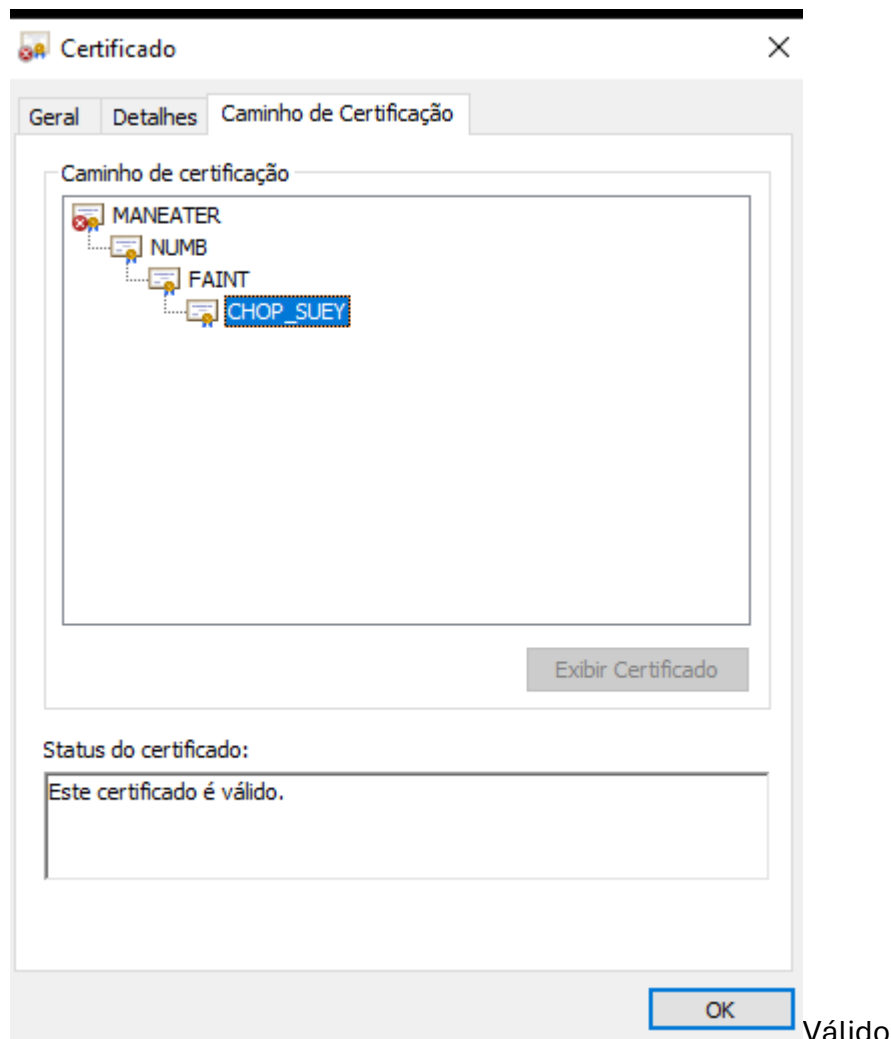 Certificado
Geral Detalhes Caminho de Certificação
Caminho de certificação
MANEATER
NUMB
FAINT
CHOP_SUEY
Exibir Certificado
Status do certificado:
Este certificado é válido.
OK
Válido